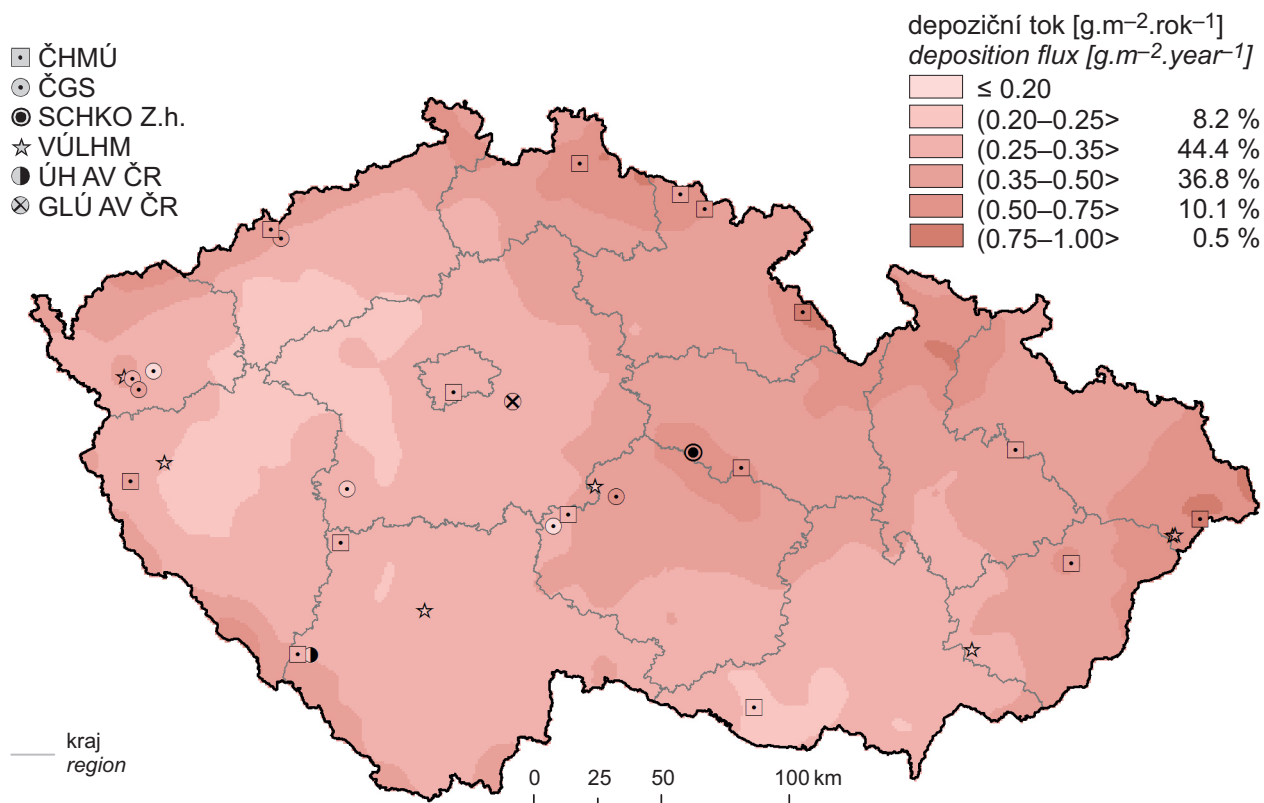 ČHMÚ
ČGS
SCHKO Z.h.
VÚLHM
ÚH AV ČR
GLÚ AV ČR
depoziční tok [g.m⁻².rok⁻¹]
deposition flux [g.m⁻².year⁻¹]
≤ 0.20
(0.20–0.25> 8.2 %
(0.25–0.35> 44.4 %
(0.35–0.50> 36.8 %
(0.50–0.75> 10.1 %
(0.75–1.00> 0.5 %
kraj
region
0 25 50 100 km